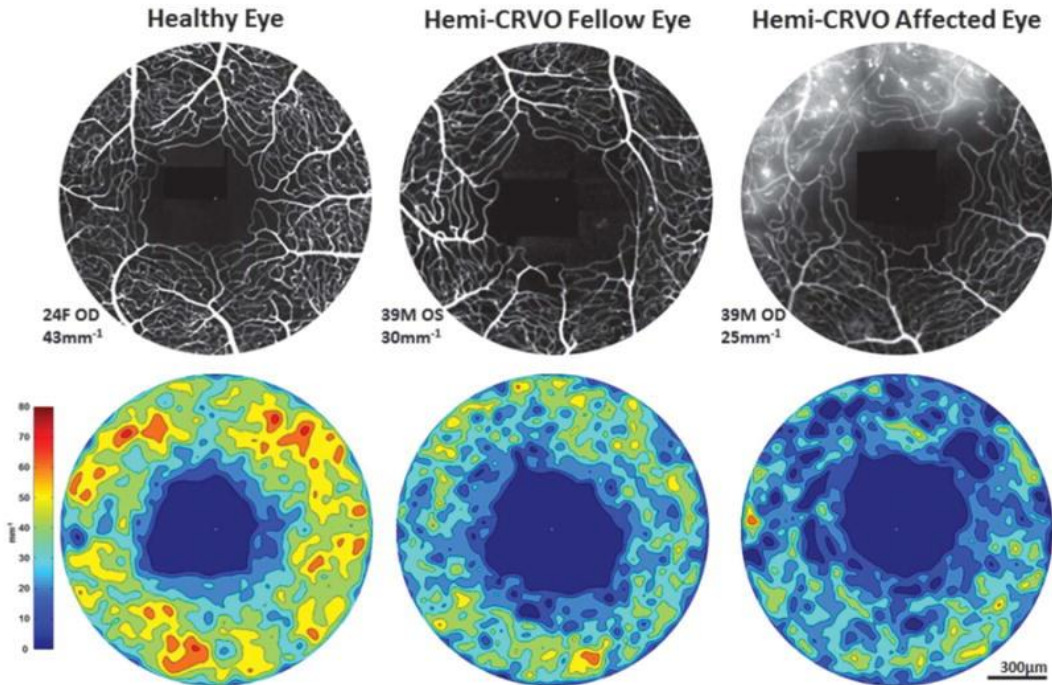 Healthy Eye
Hemi-CRVO Fellow Eye
Hemi-CRVO Affected Eye
24F OD
43mm⁻¹
39M OS
30mm⁻¹
39M OD
25mm⁻¹
80
70
60
50
40
30
20
10
0
mm⁻¹
300µm